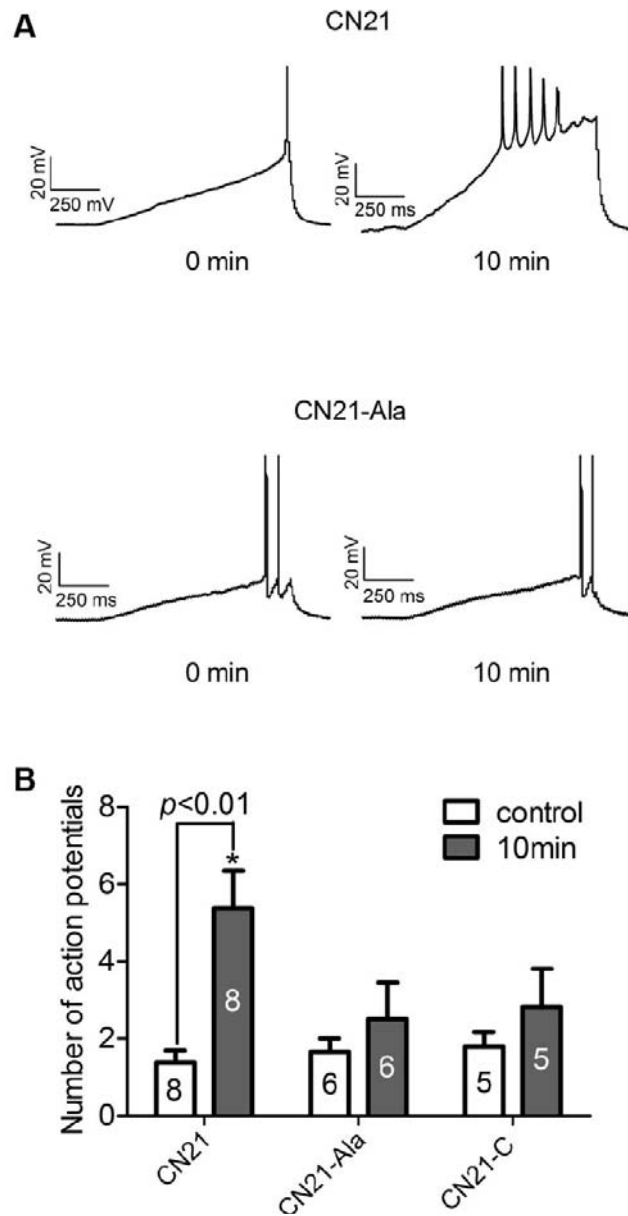 A
CN21
20 mV
250 mV
0 min
20 mV
250 ms
10 min
CN21-Ala
20 mV
250 ms
0 min
20 mV
250 ms
10 min
B
Number of action potentials
8
6
4
2
0
p<0.01
*
control
10min
8
8
6
6
5
5
CN21
CN21-Ala
CN21-C